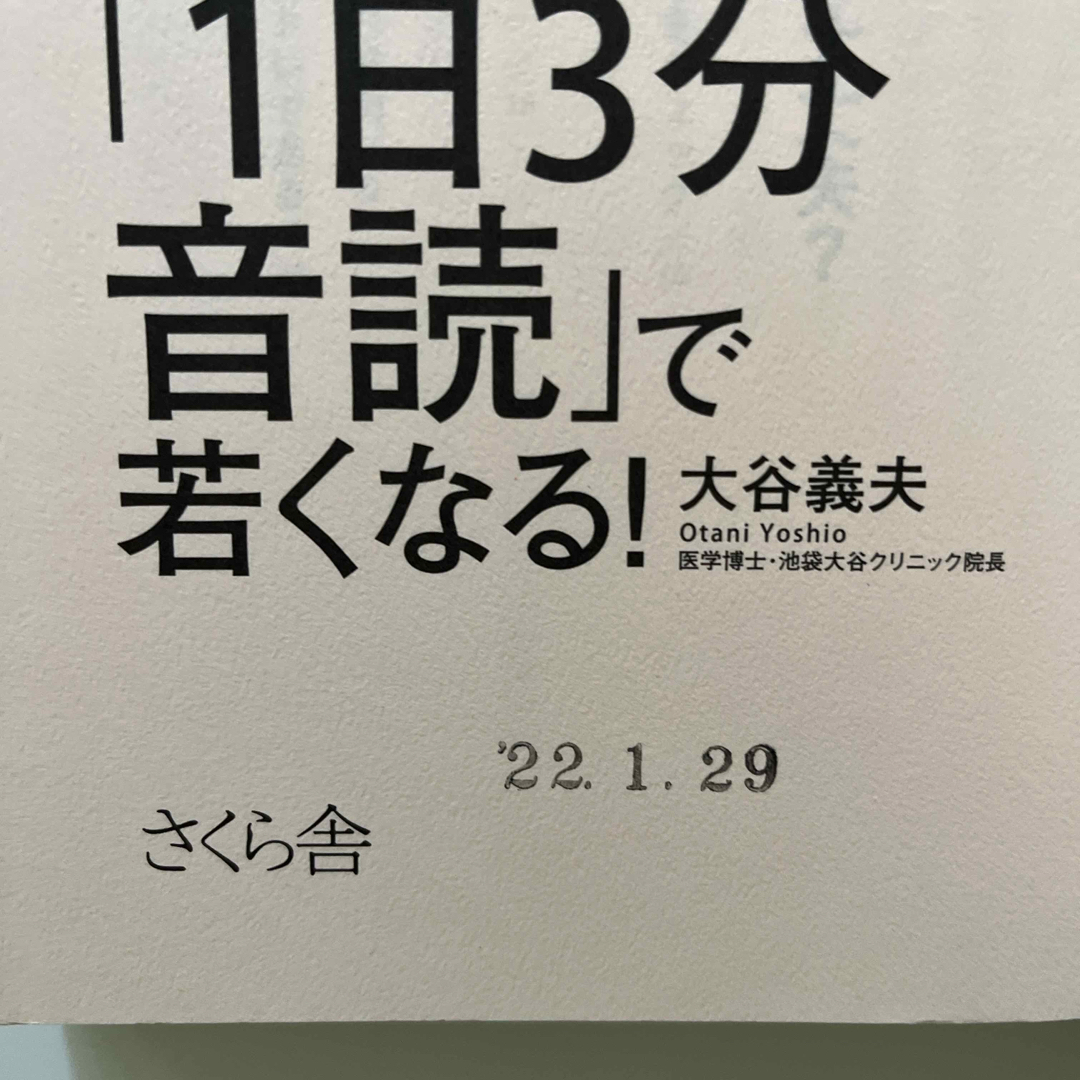 「1日3分
音読」で
若くなる!
大谷義夫
Otani Yoshio
医学博士・池袋大谷クリニック院長
'22.1.29
さくら舎